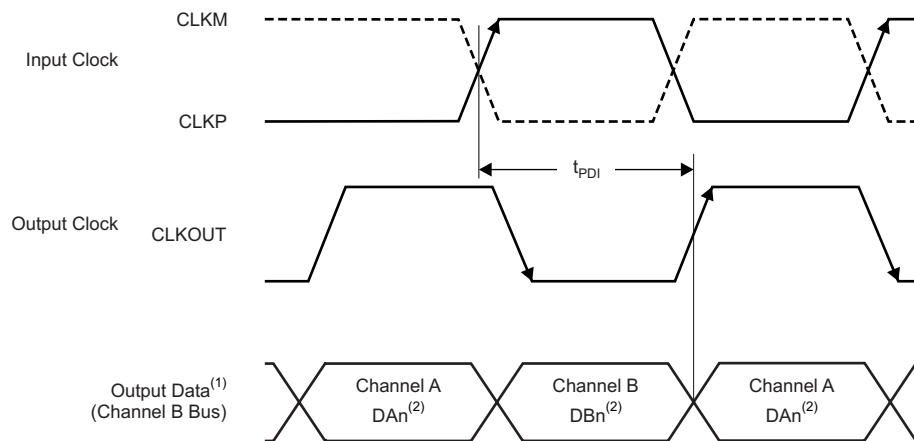 CLKM
Input Clock
CLKP
tPDI
Output Clock
CLKOUT
Output Data(1)
(Channel B Bus)
Channel A
DAn(2)
Channel B
DBn(2)
Channel A
DAn(2)